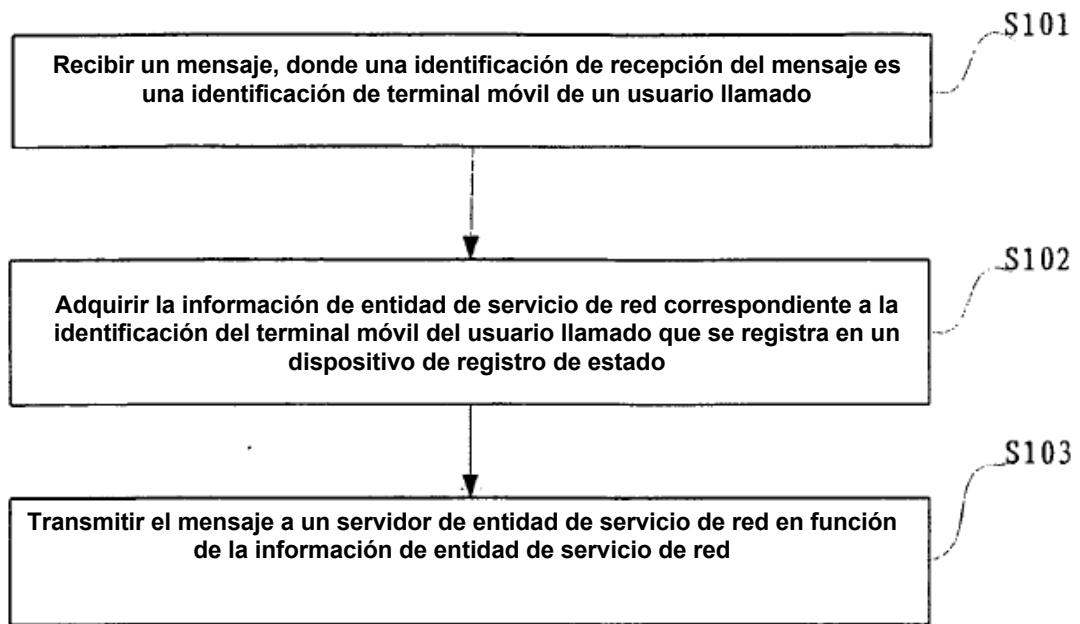 S101
Recibir un mensaje, donde una identificación de recepción del mensaje es
una identificación de terminal móvil de un usuario llamado
S102
Adquirir la información de entidad de servicio de red correspondiente a la
identificación del terminal móvil del usuario llamado que se registra en un
dispositivo de registro de estado
S103
Transmitir el mensaje a un servidor de entidad de servicio de red en función
de la información de entidad de servicio de red